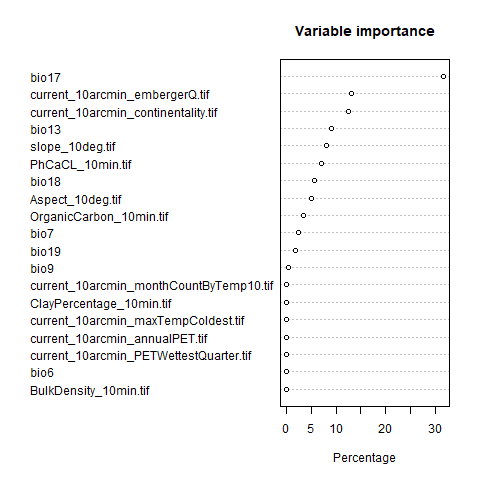 Variable importance
bio17
current_10arcmin_embergerQ.tif
current_10arcmin_continentality.tif
bio13
slope_10deg.tif
PhCaCL_10min.tif
bio18
Aspect_10deg.tif
OrganicCarbon_10min.tif
bio7
bio19
bio9
current_10arcmin_monthCountByTemp10.tif
ClayPercentage_10min.tif
current_10arcmin_maxTempColdest.tif
current_10arcmin_annualPET.tif
current_10arcmin_PETWettestQuarter.tif
bio6
BulkDensity_10min.tif
0 5 10 20 30
Percentage